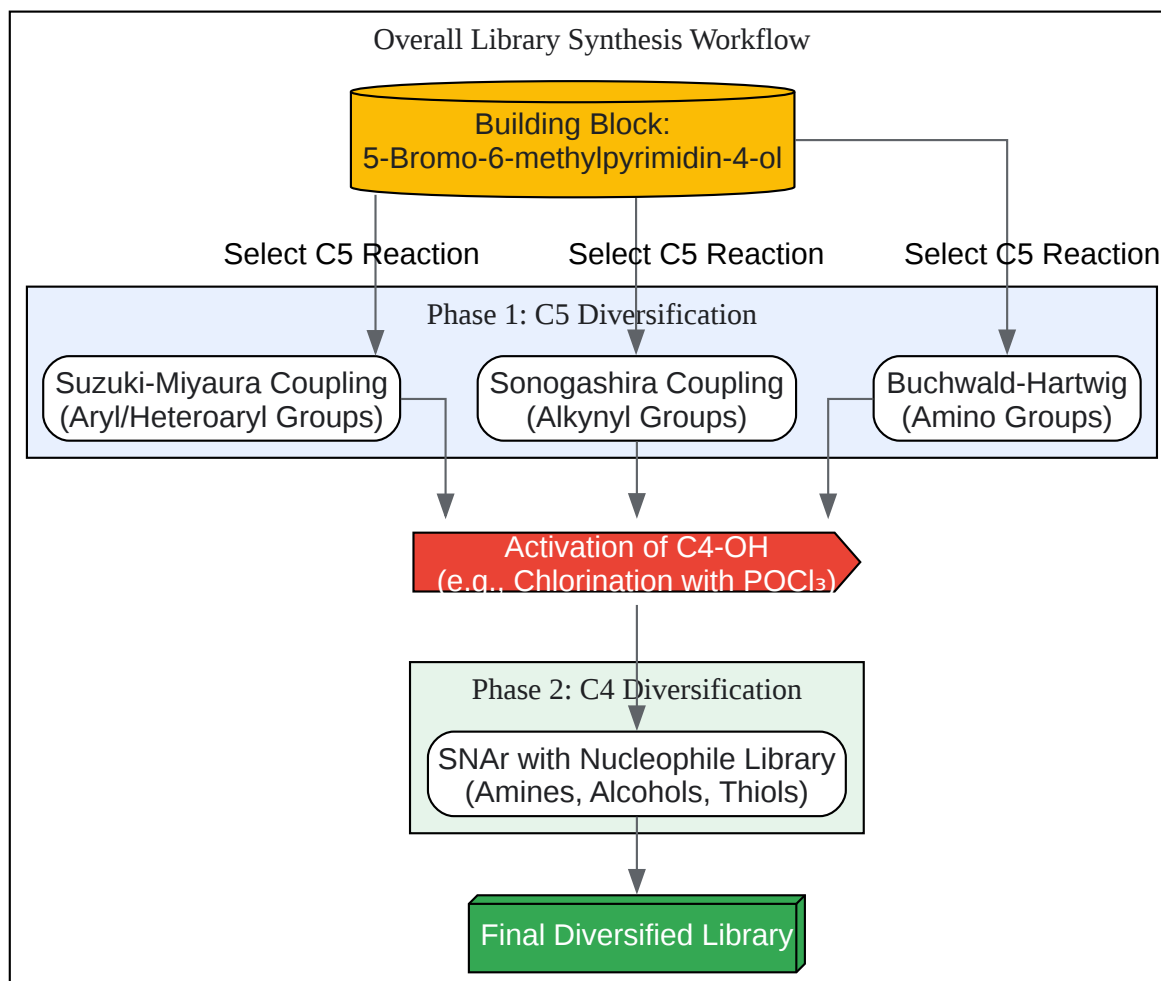 Overall Library Synthesis Workflow
Building Block:
5-Bromo-6-methylpyrimidin-4-ol
Select C5 Reaction
Select C5 Reaction
Select C5 Reaction
Phase 1: C5 Diversification
Suzuki-Miyaura Coupling
(Aryl/Heteroaryl Groups)
Sonogashira Coupling
(Alkynyl Groups)
Buchwald-Hartwig
(Amino Groups)
Activation of C4-OH
(e.g., Chlorination with POCl₃)
Phase 2: C4 Diversification
SNAr with Nucleophile Library
(Amines, Alcohols, Thiols)
Final Diversified Library